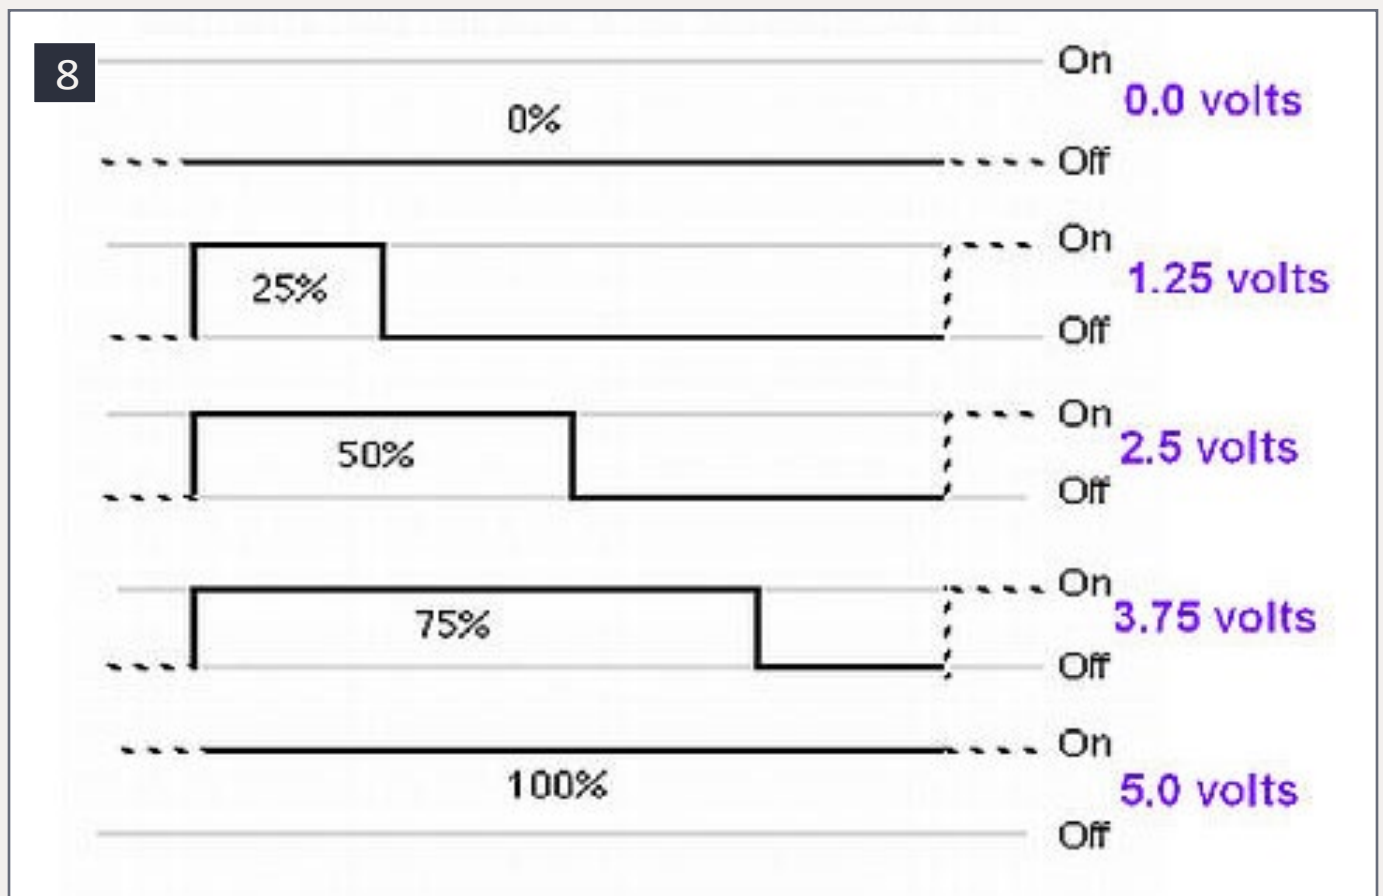 8
On
0.0 volts
0%
Off
On
1.25 volts
25%
Off
On
2.5 volts
50%
Off
On
3.75 volts
75%
Off
On
5.0 volts
100%
Off